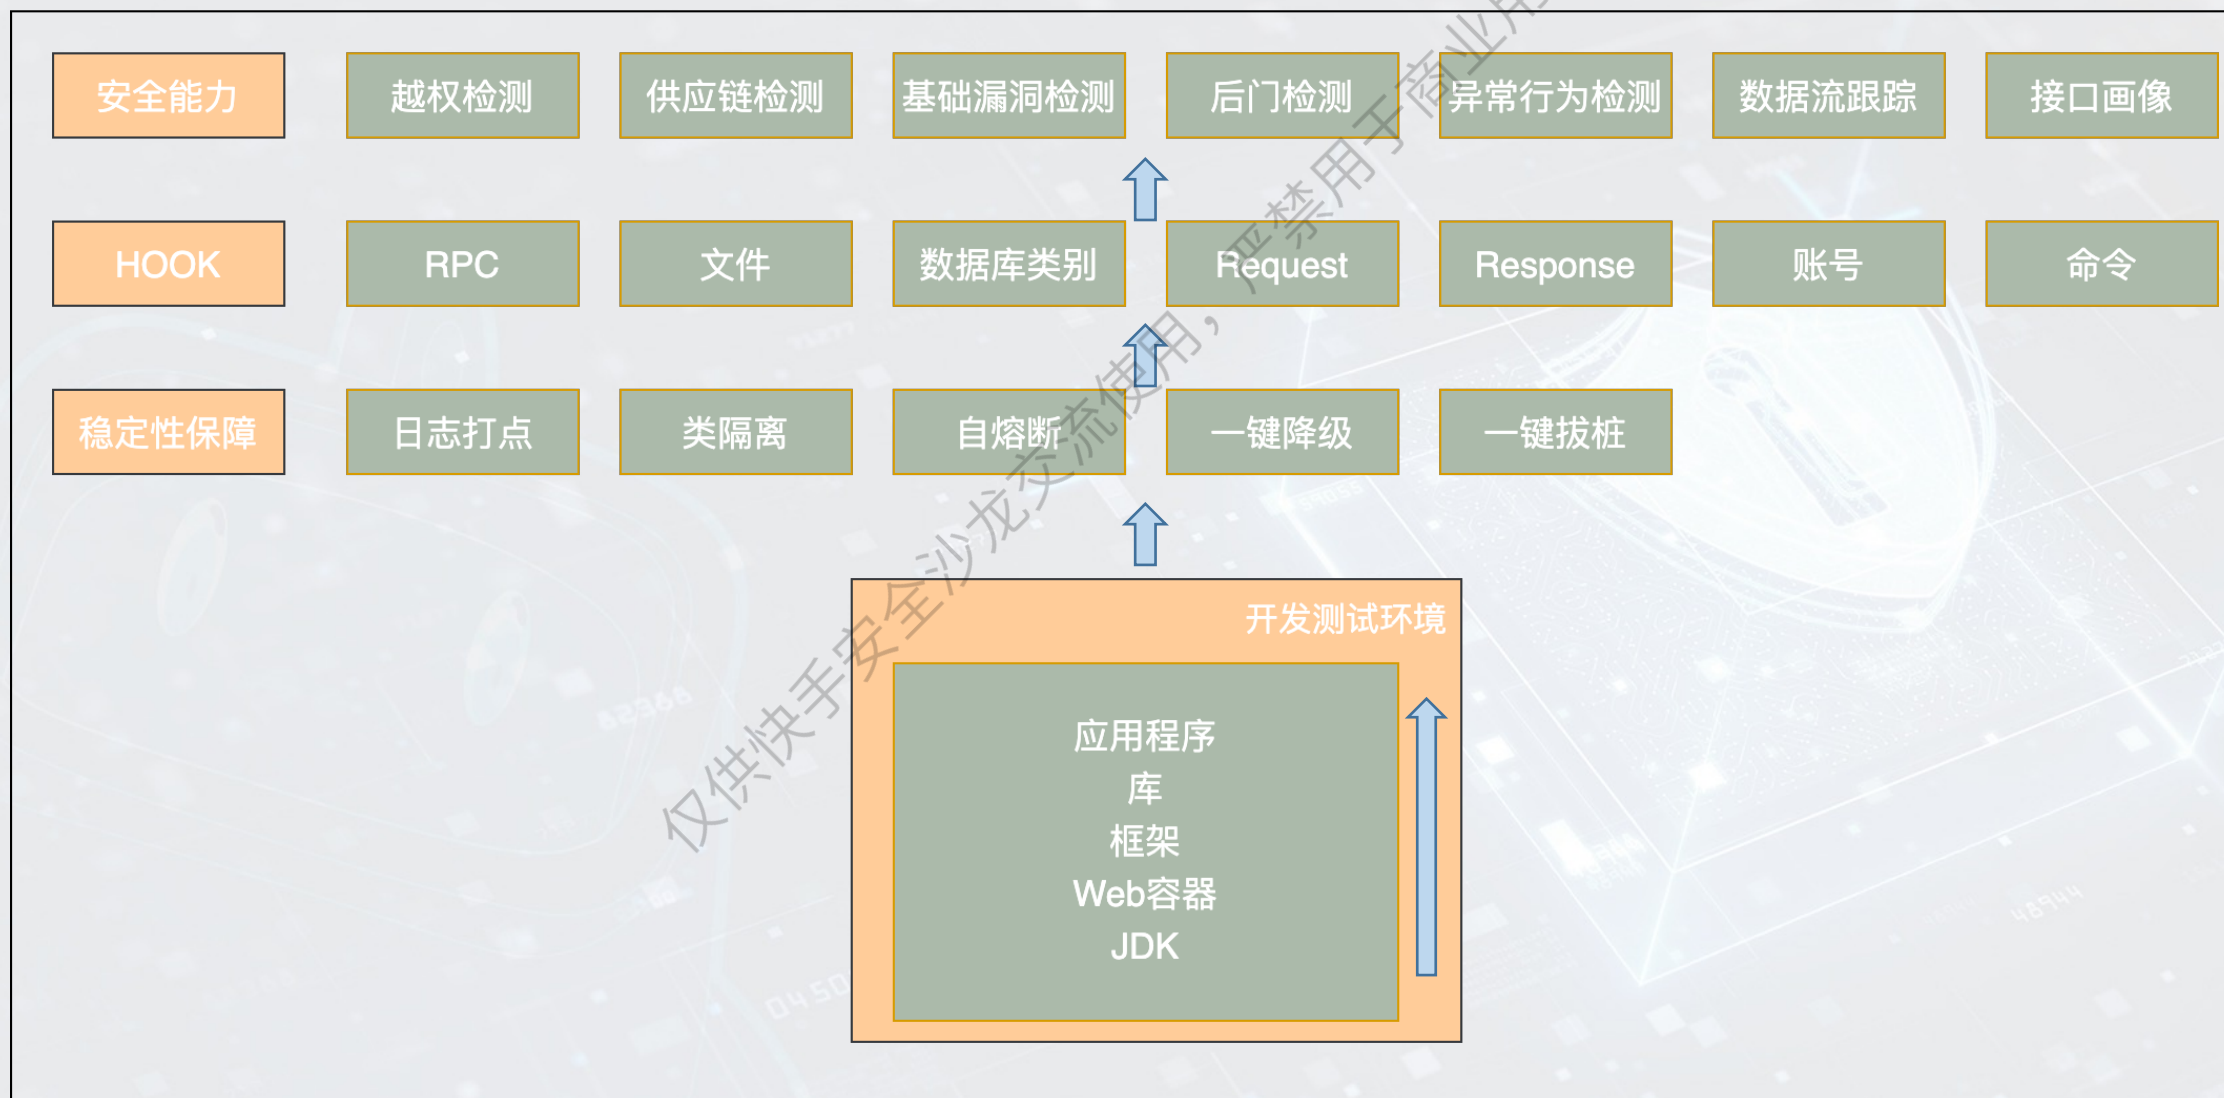 安全能力
越权检测
供应链检测
基础漏洞检测
后门检测
异常行为检测
数据流跟踪
接口画像
HOOK
RPC
文件
数据库类别
Request
Response
账号
命令
稳定性保障
日志打点
类隔离
自熔断
一键降级
一键拔桩
开发测试环境
应用程序
库
框架
Web容器
JDK
仅供快手安全沙龙交流使用，严禁用于商业用
82368